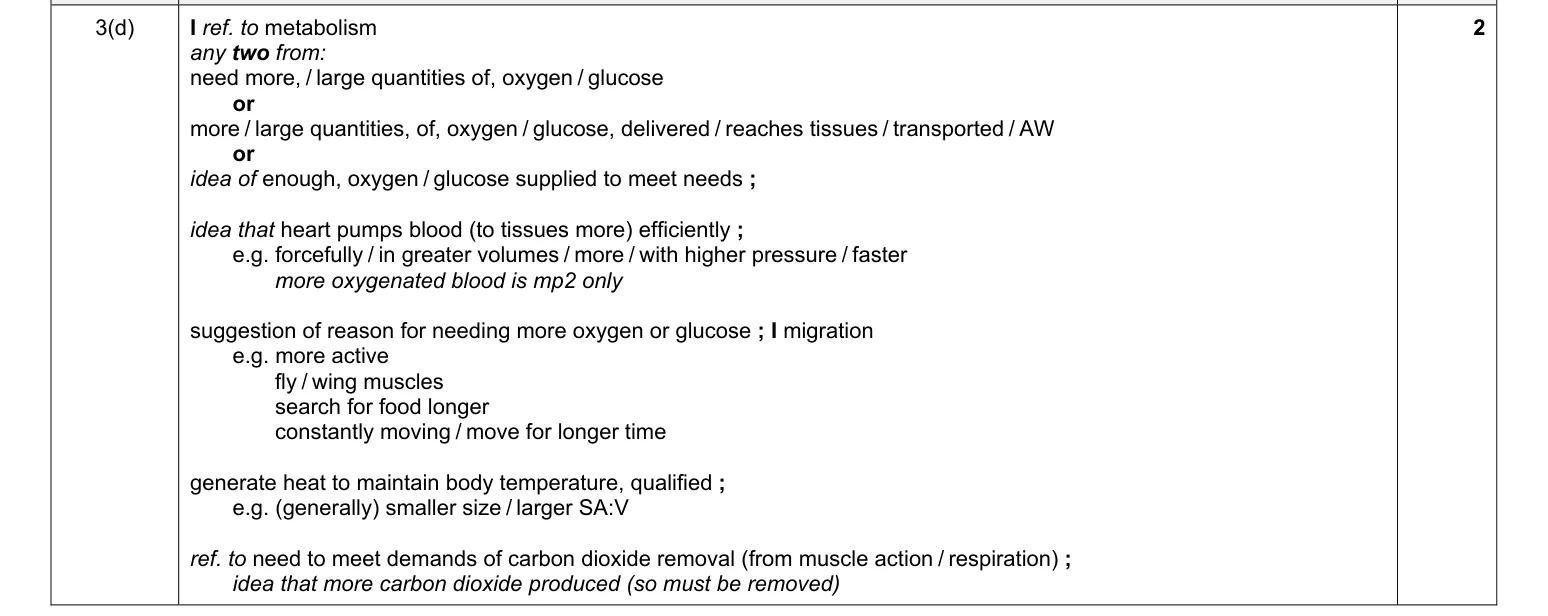 3(d)
I ref. to metabolism
2
any two from:
need more, / large quantities of, oxygen / glucose
or
more / large quantities, of, oxygen / glucose, delivered / reaches tissues / transported / AW
or
idea of enough, oxygen / glucose supplied to meet needs ;
idea that heart pumps blood (to tissues more) efficiently ;
e.g. forcefully / in greater volumes / more / with higher pressure / faster
more oxygenated blood is mp2 only
suggestion of reason for needing more oxygen or glucose ; I migration
e.g. more active
fly / wing muscles
search for food longer
constantly moving / move for longer time
generate heat to maintain body temperature, qualified ;
e.g. (generally) smaller size / larger SA:V
ref. to need to meet demands of carbon dioxide removal (from muscle action / respiration) ;
idea that more carbon dioxide produced (so must be removed)